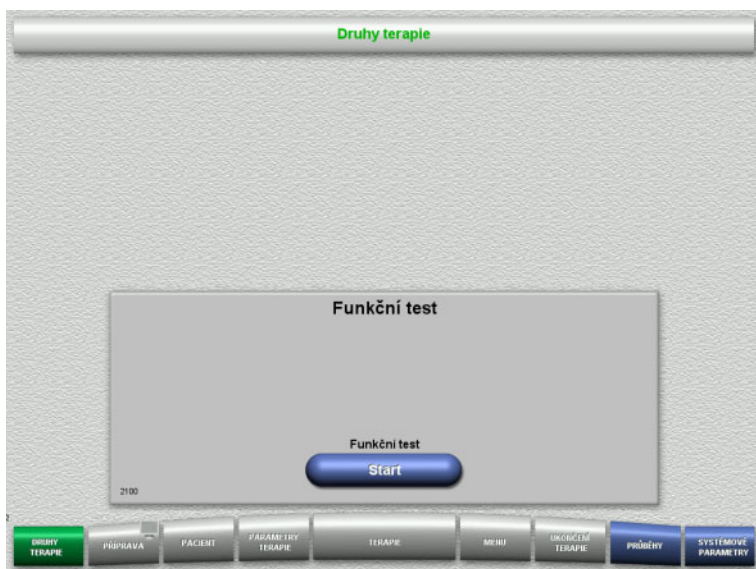 Druhy terapie
Funkční test
Funkční test
Start
2100
2
DRUHY
TERAPIE
PŘÍPRAVA
PACIENT
PARAMETRY
TERAPIE
TERAPIE
MENU
UKONČENÍ
TERAPIE
PRŮBĚHY
SYSTÉMOVÉ
PARAMETRY